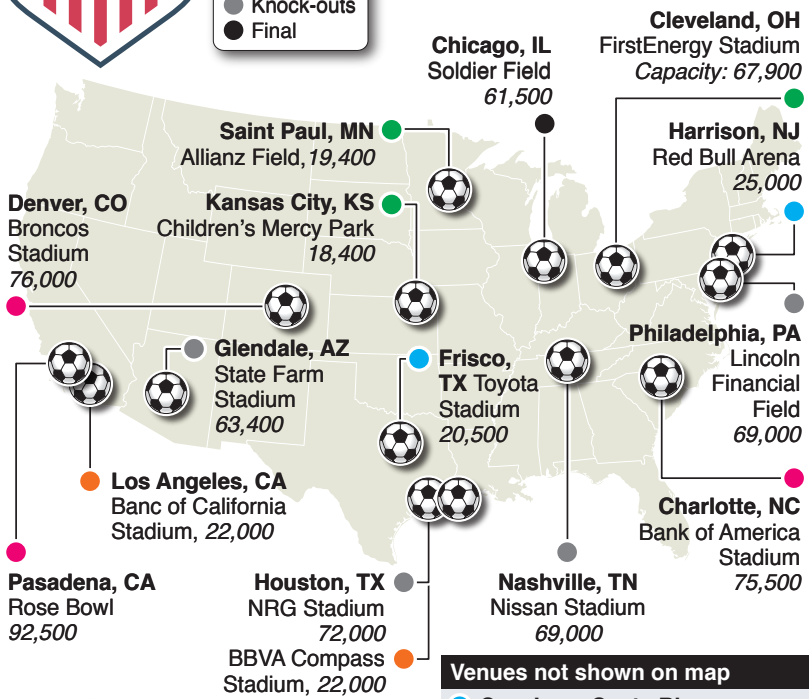 Knock-outs
Final
Cleveland, OH
FirstEnergy Stadium
Capacity: 67,900
Chicago, IL
Soldier Field
61,500
Saint Paul, MN
Allianz Field, 19,400
Harrison, NJ
Red Bull Arena
25,000
Denver, CO
Broncos
Stadium
76,000
Kansas City, KS
Children's Mercy Park
18,400
Glendale, AZ
State Farm
Stadium
63,400
Frisco,
TX Toyota
Stadium
20,500
Philadelphia, PA
Lincoln
Financial
Field
69,000
Los Angeles, CA
Banc of California
Stadium, 22,000
Charlotte, NC
Bank of America
Stadium
75,500
Pasadena, CA
Rose Bowl
92,500
Houston, TX
NRG Stadium
72,000
BBVA Compass
Stadium, 22,000
Nashville, TN
Nissan Stadium
69,000
Venues not shown on map